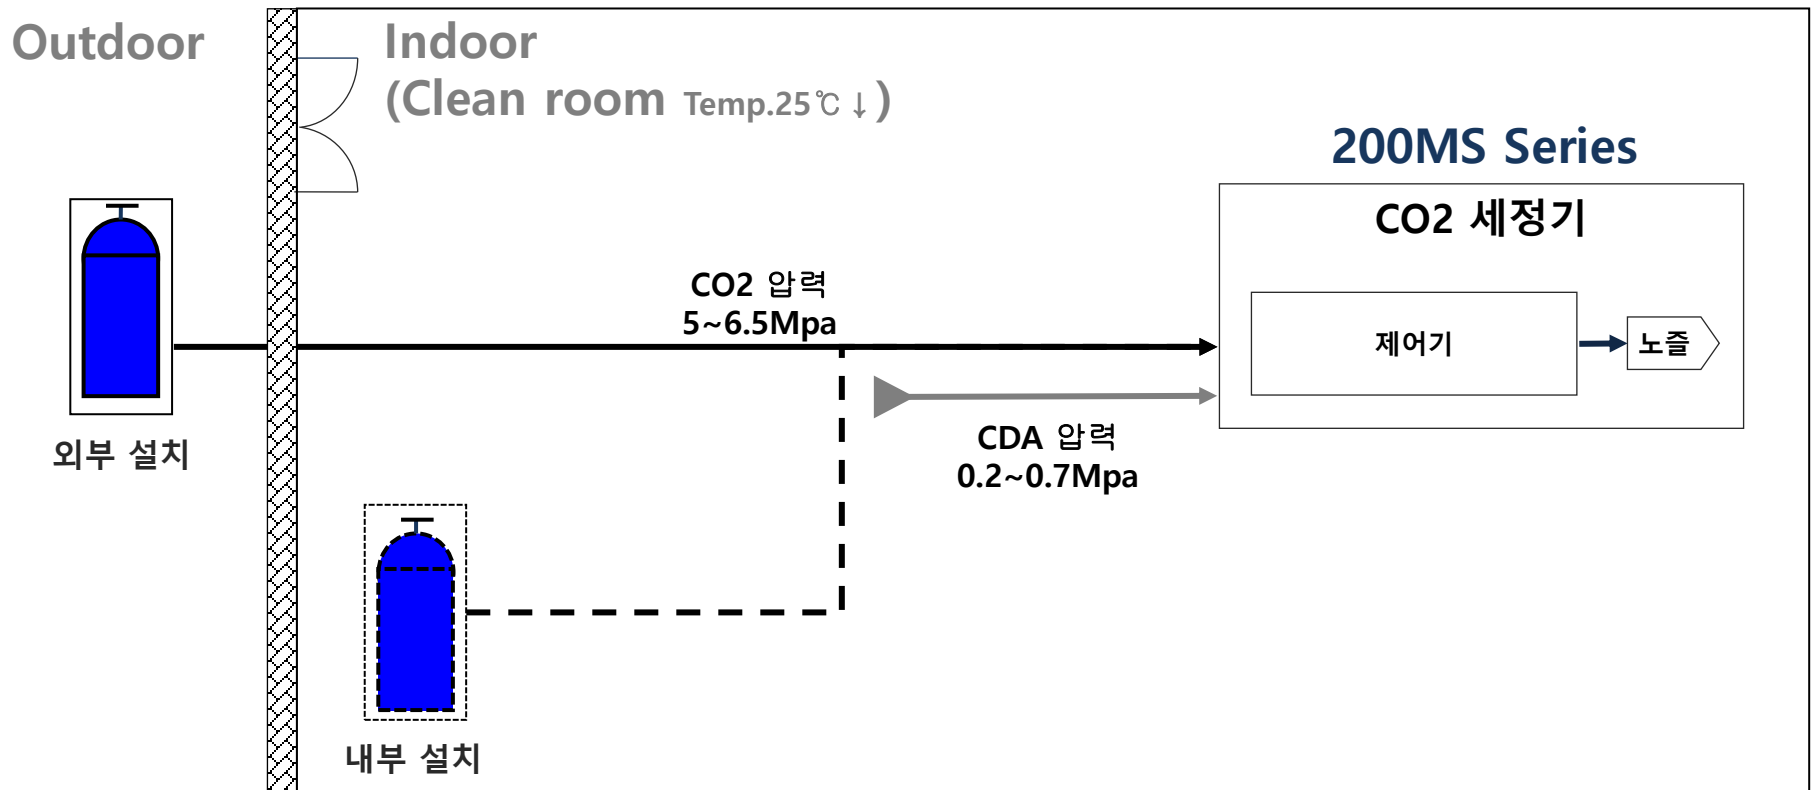 Outdoor
Indoor
(Clean room Temp.25℃↓)
200MS Series
CO2 세정기
CO2 압력
5~6.5Mpa
제어기
노즐
CDA 압력
0.2~0.7Mpa
외부 설치
내부 설치